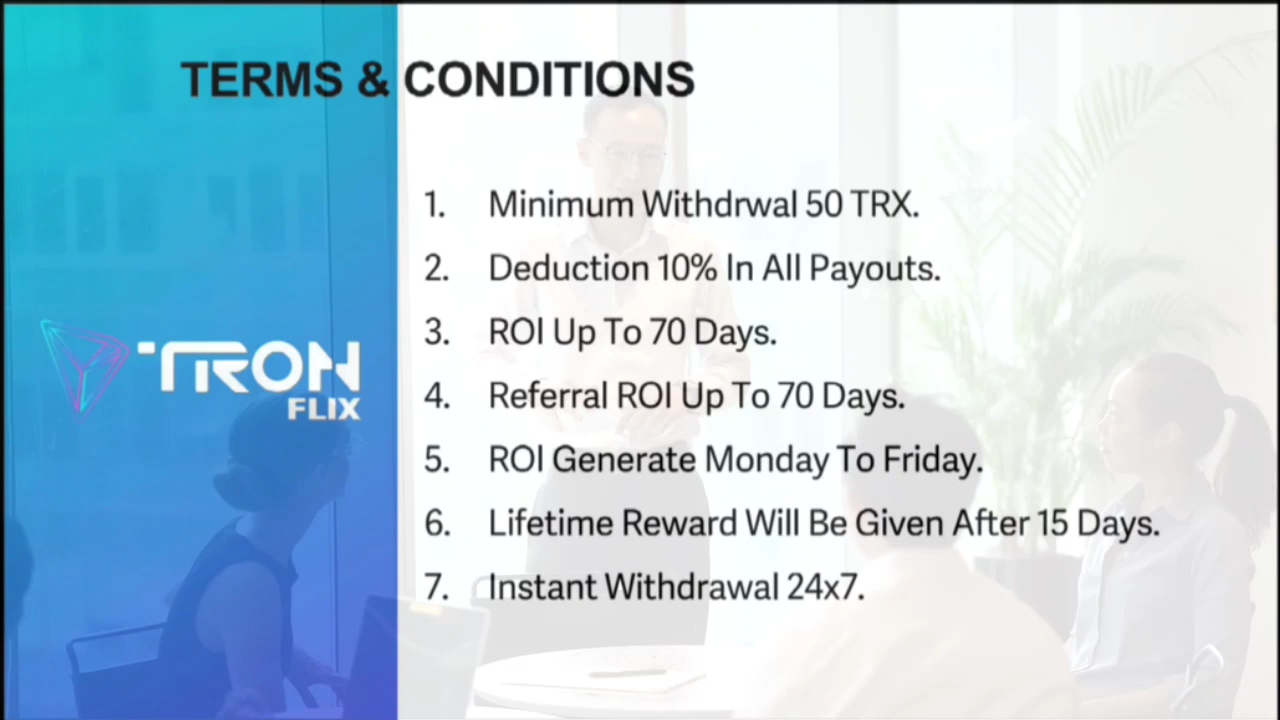 TERMS & CONDITIONS
1. Minimum Withdrwal 50 TRX.
2. Deduction 10% In All Payouts.
3. ROI Up To 70 Days.
4. Referral ROI Up To 70 Days.
5. ROI Generate Monday To Friday.
6. Lifetime Reward Will Be Given After 15 Days.
7. Instant Withdrawal 24x7.
TRON
FLIX